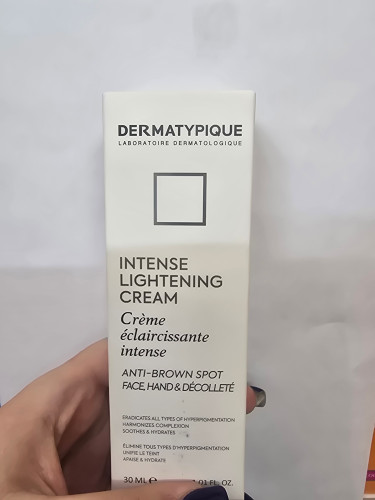 DERMATYPIQUE
LABORATOIRE DERMATOLOGIQUE
INTENSE
LIGHTENING
CREAM
Crème
éclaircissante
intense
ANTI-BROWN SPOT
FACE, HAND & DÉCOLLETÉ
ERADICATES ALL TYPES OF HYPERPIGMENTATION
HARMONIZES COMPLEXION
SOOTHES & HYDRATES
ÉLIMINE TOUS TYPES D'HYPERPIGMENTATION
UNIFIE LE TEINT
APAISE & HYDRATE
30 ML ℮ FL. OZ.